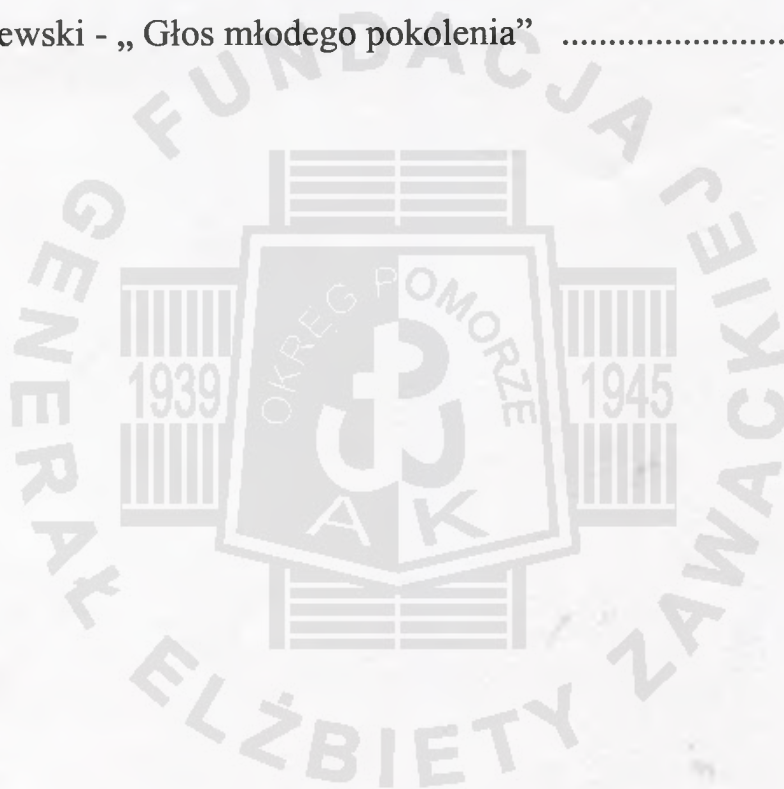 ewski - „ Głos młodego pokolenia” ........................
FUNDACJA
GENERAŁ ELŻBIETY ZAWACKIEJ
OKRĘG POMORZE
1939
1945
AK